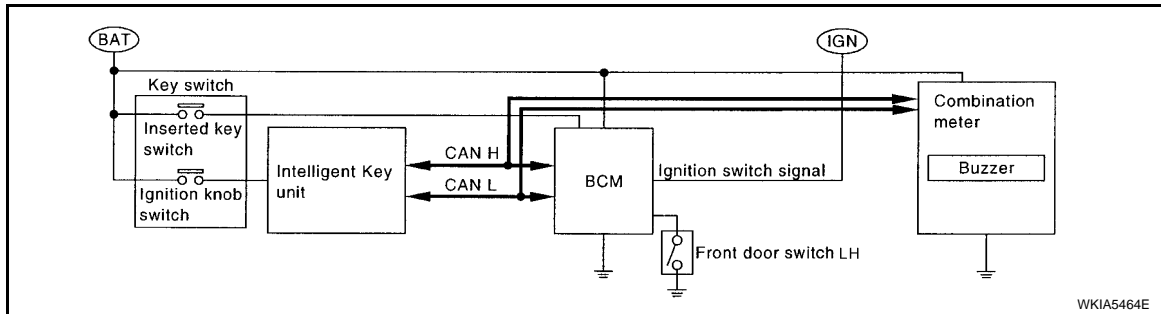 BAT
IGN
Key switch
Inserted key
switch
Ignition knob
switch
Intelligent Key
unit
CAN H
CAN L
BCM
Ignition switch signal
Front door switch LH
Combination
meter
Buzzer
WKIA5464E